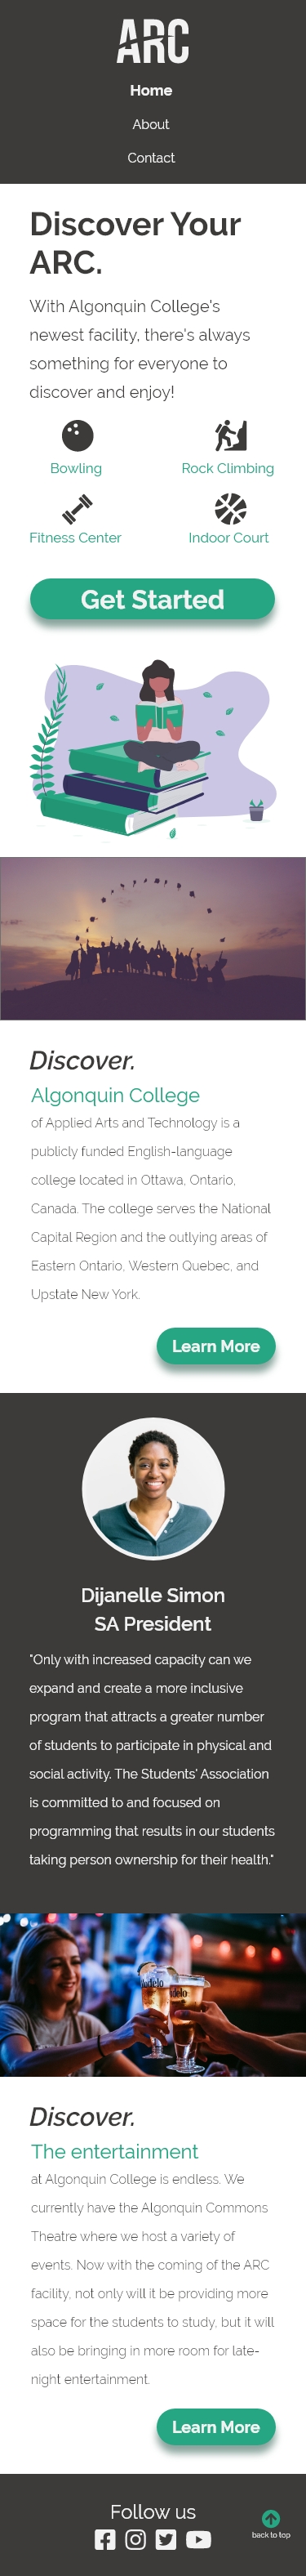 ARC
Home
About
Contact
Discover Your
ARC.
With Algonquin College's
newest facility, there's always
something for everyone to
discover and enjoy!
Bowling
Rock Climbing
Fitness Center
Indoor Court
Get Started
Discover.
Algonquin College
of Applied Arts and Technology is a
publicly funded English-language
college located in Ottawa, Ontario,
Canada. The college serves the National
Capital Region and the outlying areas of
Eastern Ontario, Western Quebec, and
Upstate New York.
Learn More
Dijanelle Simon
SA President
"Only with increased capacity can we
expand and create a more inclusive
program that attracts a greater number
of students to participate in physical and
social activity. The Students' Association
is committed to and focused on
programming that results in our students
taking person ownership for their health."
Modelo
Discover.
The entertainment
at Algonquin College is endless. We
currently have the Algonquin Commons
Theatre where we host a variety of
events. Now with the coming of the ARC
facility, not only will it be providing more
space for the students to study, but it will
also be bringing in more room for late-
night entertainment.
Learn More
Follow us
back to top